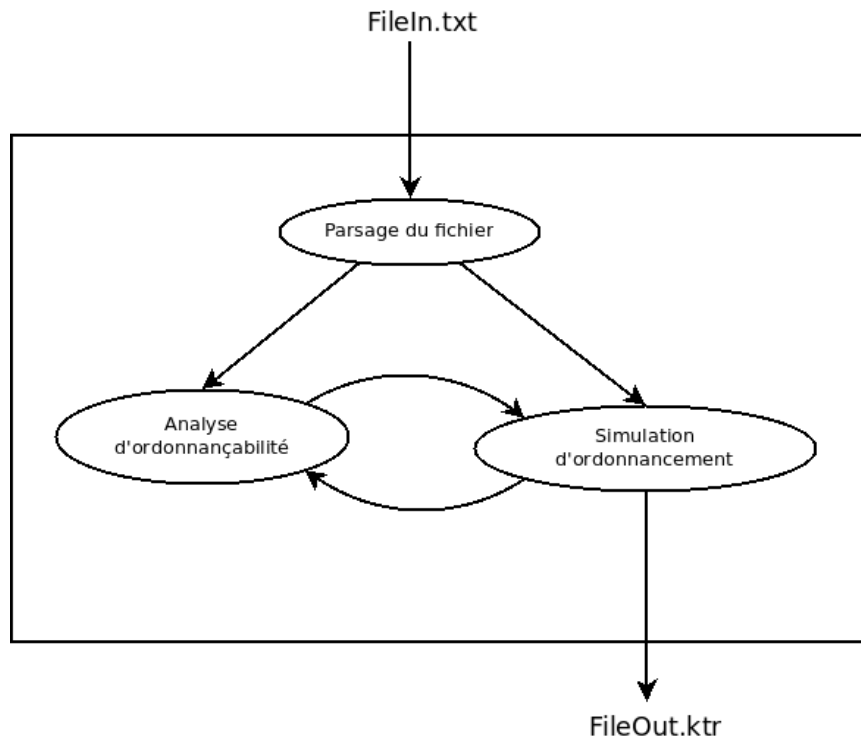 FileIn.txt
Parsage du fichier
Analyse
d'ordonnançabilité
Simulation
d'ordonnancement
FileOut.ktr